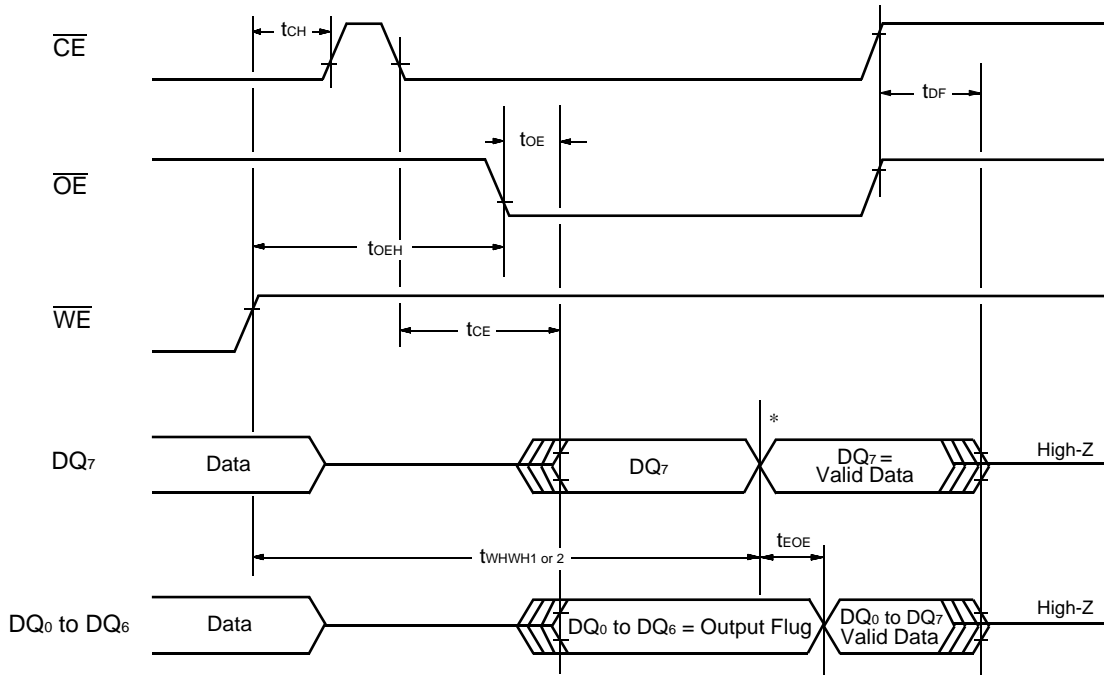 CE
tCH
tDF
OE
tOE
tOEH
WE
tCE
*
DQ7
Data
DQ7
DQ7 =
Valid Data
High-Z
tWHWH1 or 2
tEOE
DQ0 to DQ6
Data
DQ0 to DQ6 = Output Flug
DQ0 to DQ7
Valid Data
High-Z